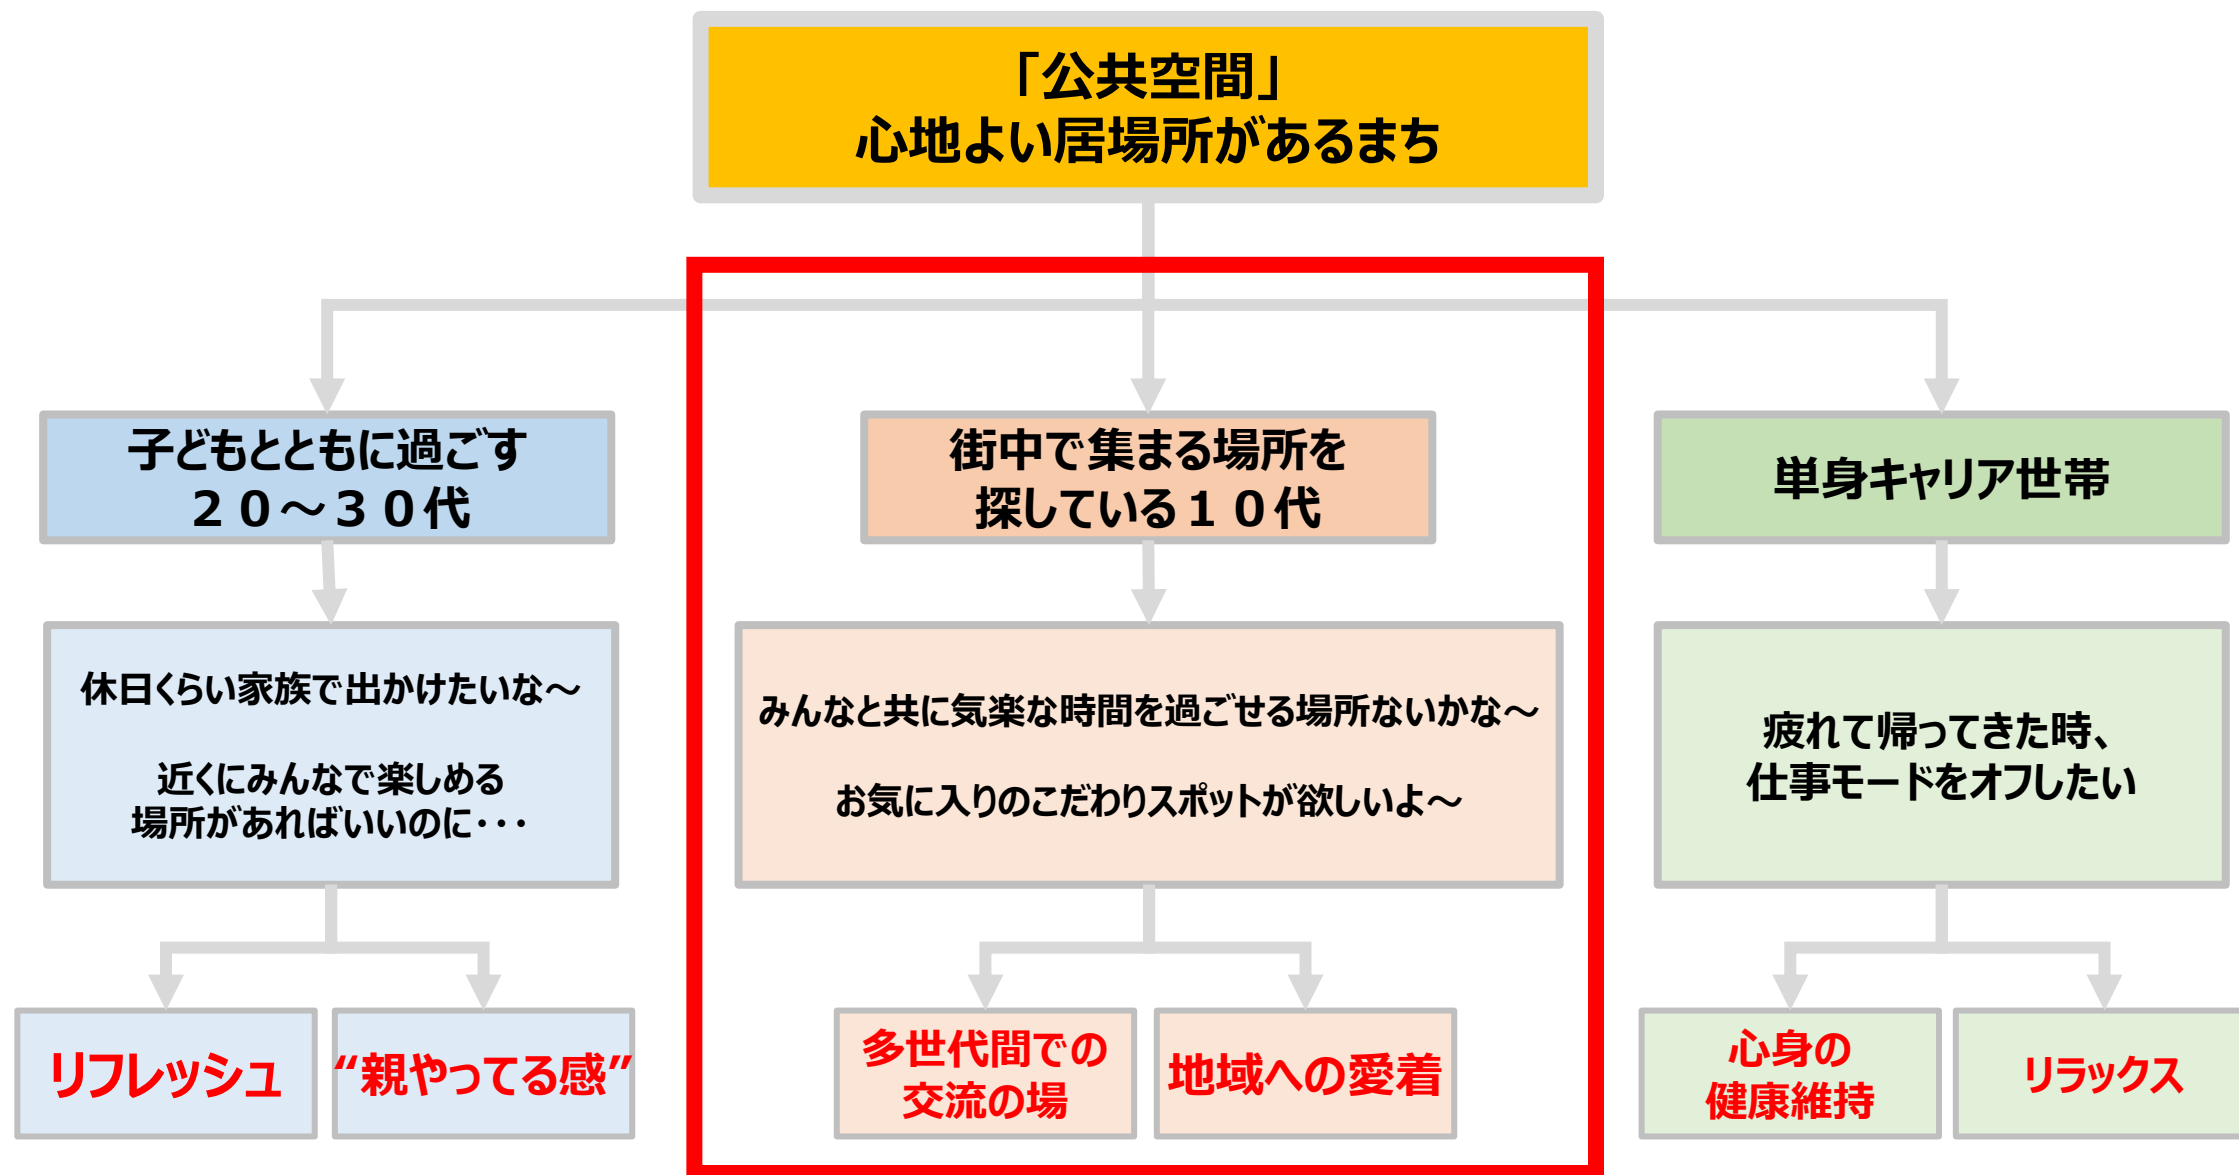 「公共空間」
心地よい居場所があるまち
子どもとともに過ごす
２０～３０代
休日くらい家族で出かけたいな～
近くにみんなで楽しめる
場所があればいいのに・・・
リフレッシュ
“親やってる感”
街中で集まる場所を
探している１０代
みんなと共に気楽な時間を過ごせる場所ないかな～
お気に入りのこだわりスポットが欲しいよ～
多世代間での
交流の場
地域への愛着
単身キャリア世帯
疲れて帰ってきた時、
仕事モードをオフしたい
心身の
健康維持
リラックス